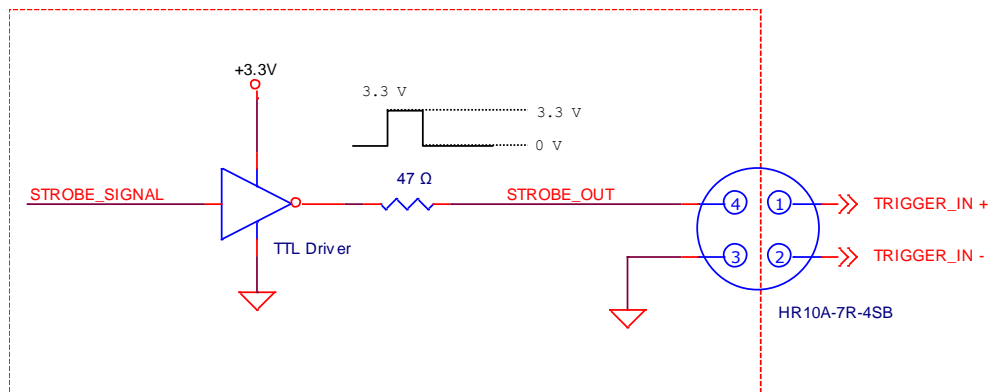 +3.3V
3.3 V
3.3 V
0 V
STROBE_SIGNAL
47 Ω
STROBE_OUT
4
1
TRIGGER_IN +
TTL Driver
3
2
TRIGGER_IN -
HR10A-7R-4SB